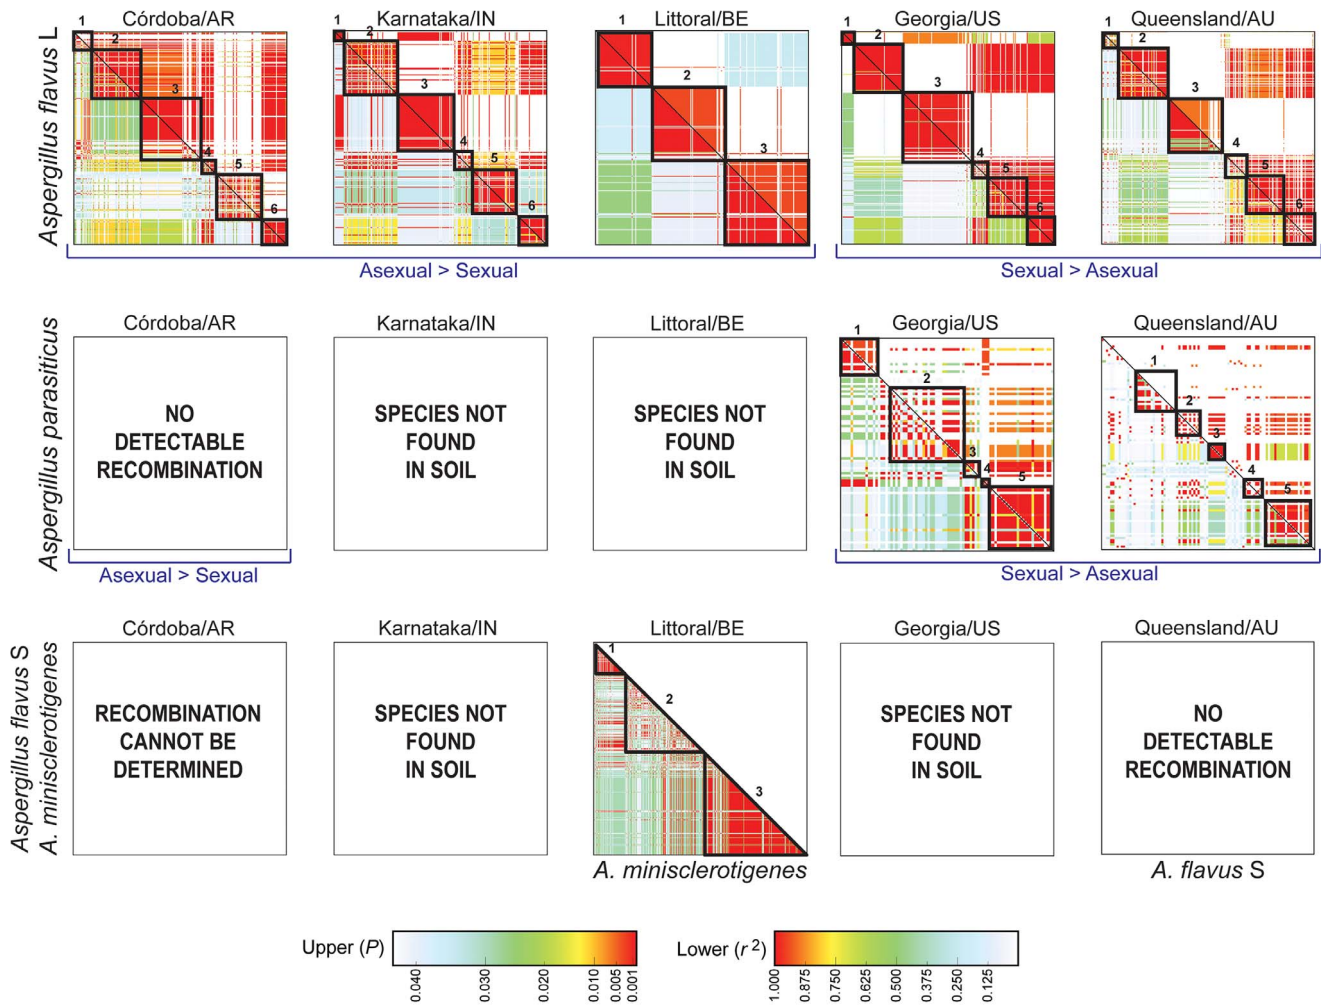 Córdoba/AR Karnataka/IN Littoral/BE Georgia/US Queensland/AU
Aspergillus flavus L
1 2 3 4 5 6
1 2 3 4 5 6
1 2 3
1 2 3 4 5 6
1 2 3 4 5 6
Asexual > Sexual
Sexual > Asexual
Córdoba/AR Karnataka/IN Littoral/BE Georgia/US Queensland/AU
Aspergillus parasiticus
NO
DETECTABLE
RECOMBINATION
SPECIES NOT
FOUND
IN SOIL
SPECIES NOT
FOUND
IN SOIL
1 2 3 4 5
1 2 3 4 5
Asexual > Sexual
Sexual > Asexual
Córdoba/AR Karnataka/IN Littoral/BE Georgia/US Queensland/AU
Aspergillus flavus S
A. minisclerotigenes
RECOMBINATION
CANNOT BE
DETERMINED
SPECIES NOT
FOUND
IN SOIL
1 2 3
SPECIES NOT
FOUND
IN SOIL
NO
DETECTABLE
RECOMBINATION
A. minisclerotigenes
A. flavus S
Upper (P)
0.040 0.030 0.020 0.010 0.005 0.001
Lower (r²)
1.000 0.875 0.750 0.625 0.500 0.375 0.250 0.125